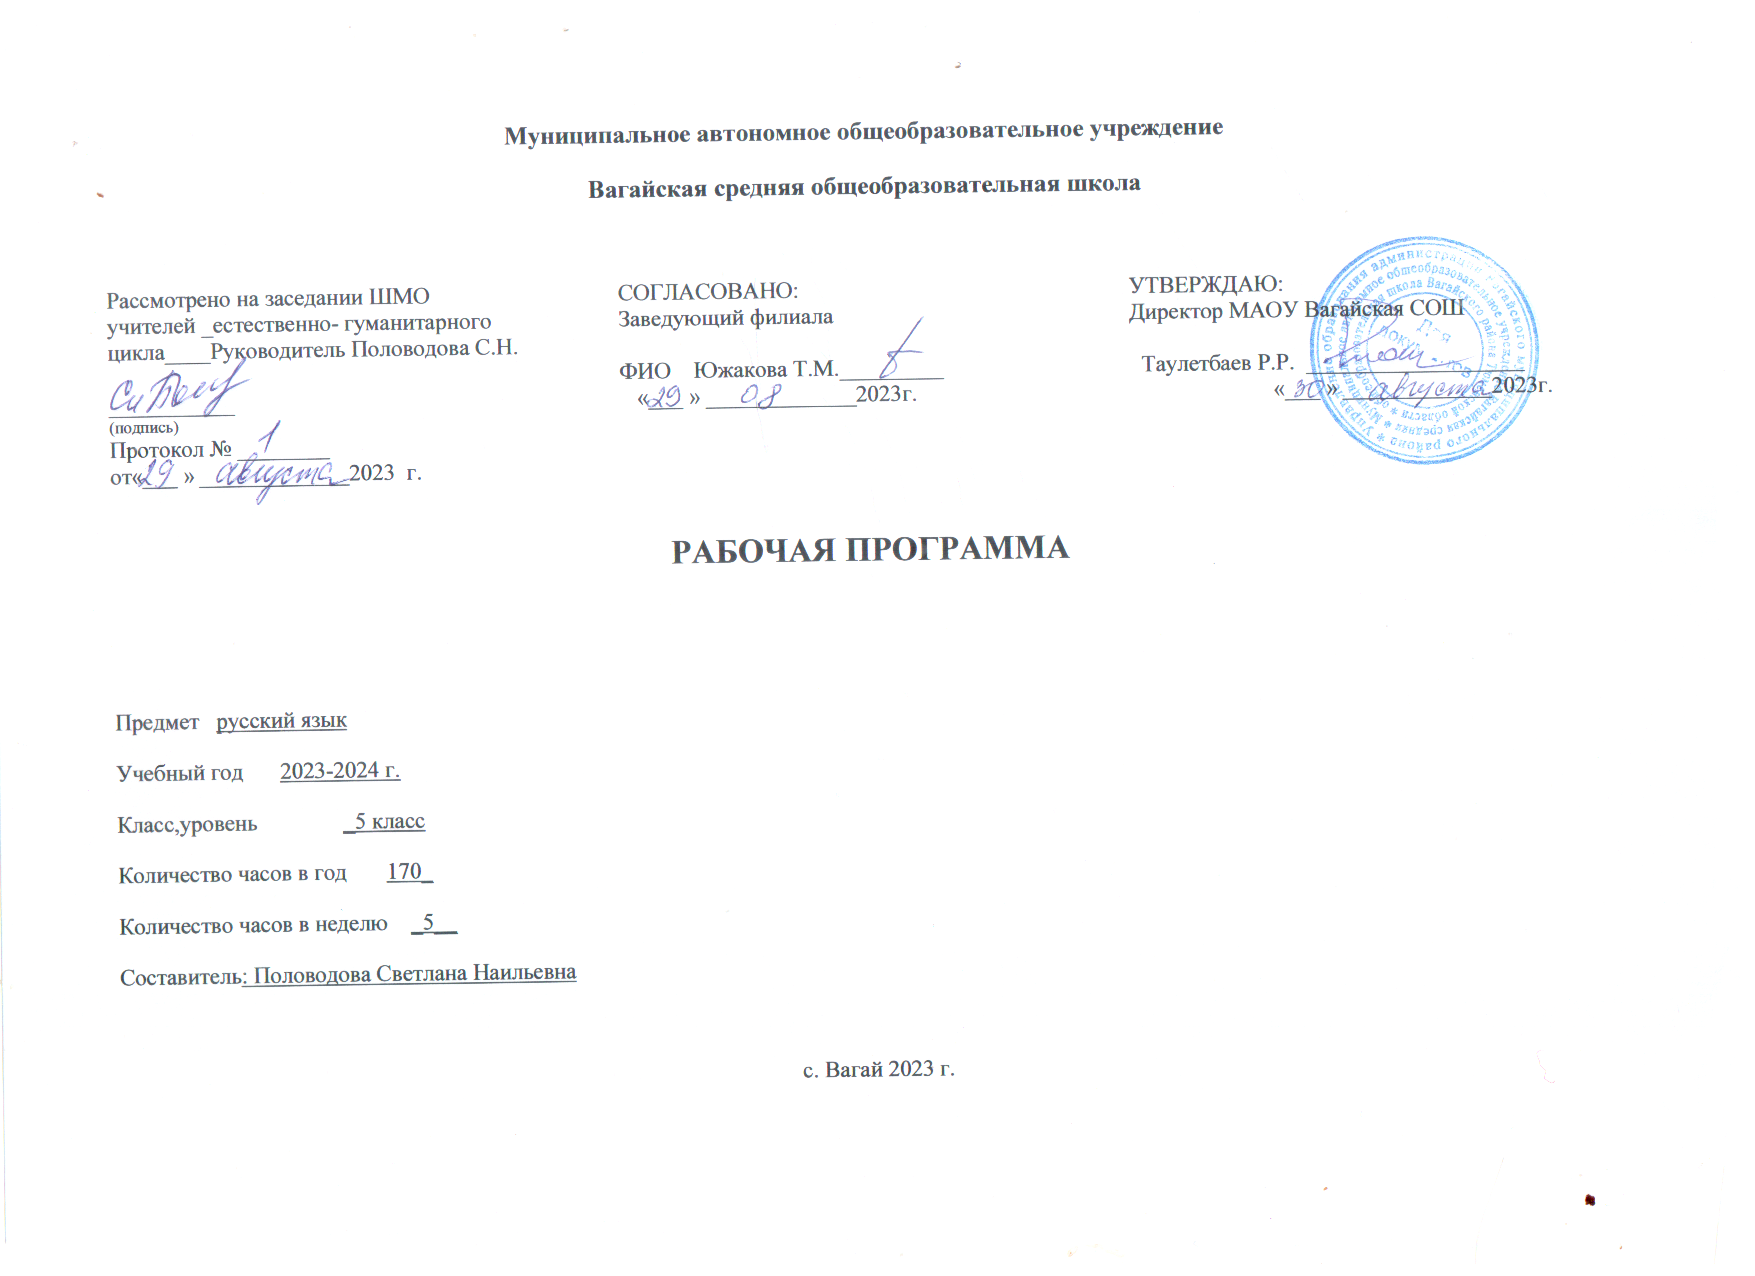 Муниципальное автономное общеобразовательное учреждение
Вагайская средняя общеобразовательная школа
Рассмотрено на заседании ШМО
учителей _естественно- гуманитарного
цикла____Руководитель Половодова С.Н.
(подпись)
Протокол № 1
от«29 » августа 2023 г.
СОГЛАСОВАНО:
Заведующий филиала
ФИО Южакова Т.М.
«29 » 08 2023г.
УТВЕРЖДАЮ:
Директор МАОУ Вагайская СОШ
Таулетбаев Р.Р.
«30 » августа 2023г.
РАБОЧАЯ ПРОГРАММА
Предмет русский язык
Учебный год 2023-2024 г.
Класс,уровень _5 класс
Количество часов в год 170_
Количество часов в неделю _5__
Составитель: Половодова Светлана Наильевна
с. Вагай 2023 г.